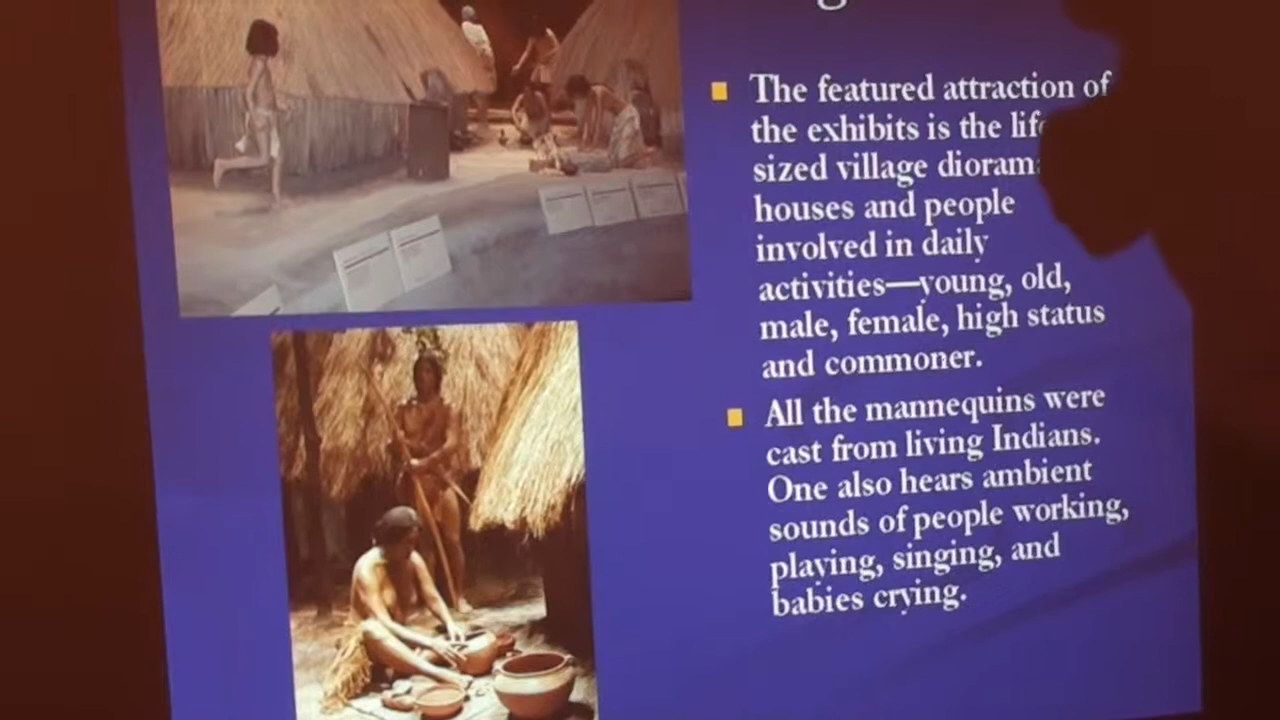 The featured attraction of
the exhibits is the life
sized village
houses and people
involved in daily
activities—young, old,
male, female, high status
and commoner.
All the mannequins were
cast from living Indians.
One also hears ambient
sounds of people working,
playing, singing, and
babies crying.